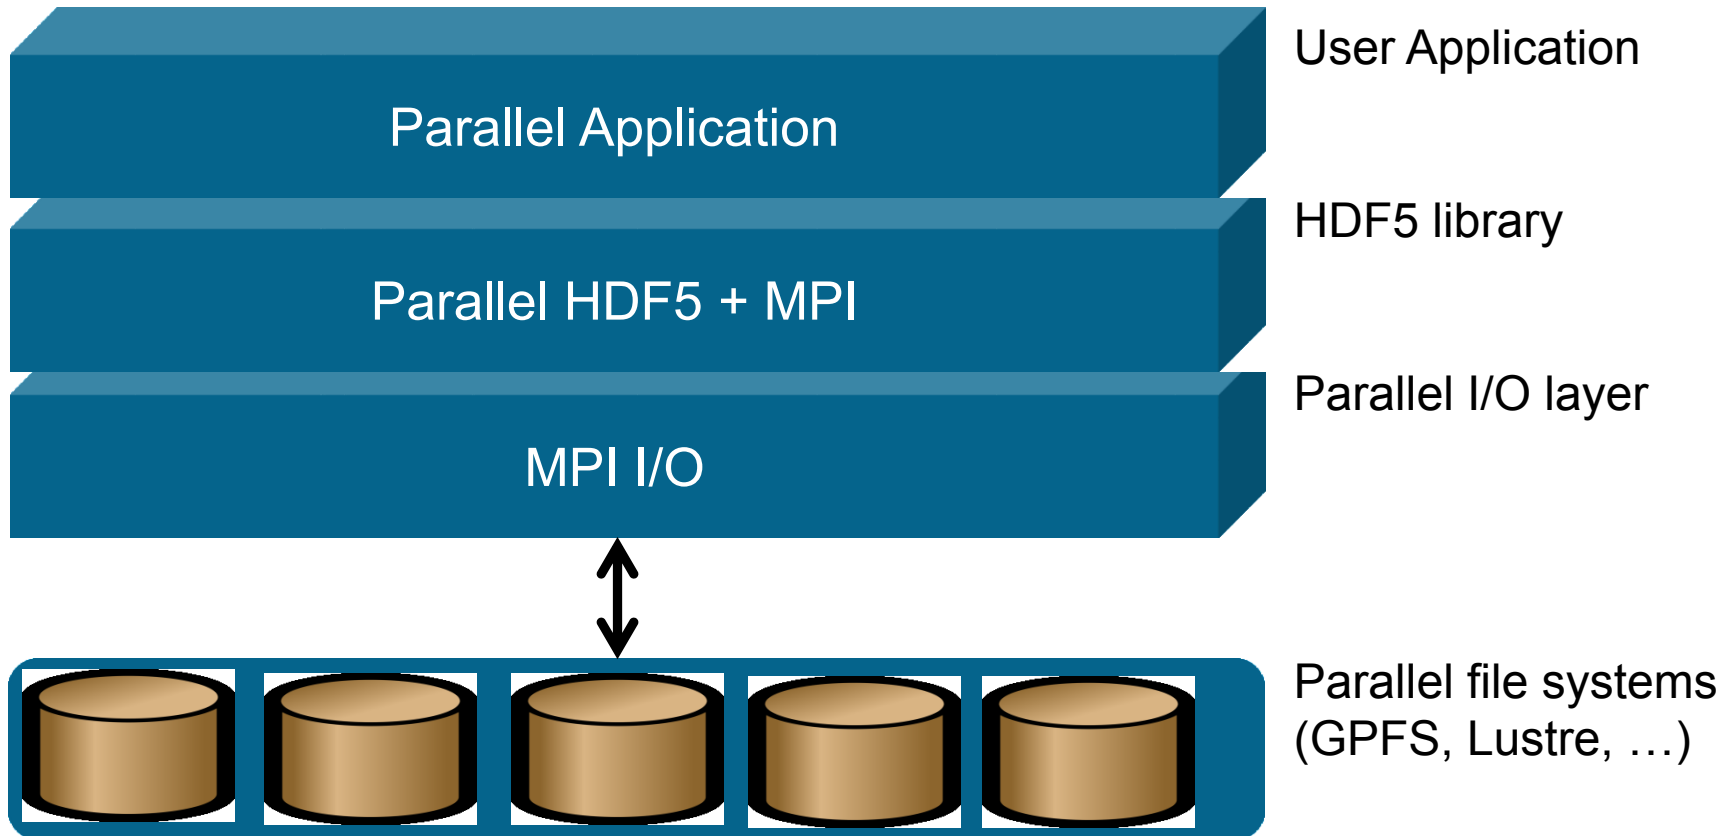 User Application
Parallel Application
HDF5 library
Parallel HDF5 + MPI
Parallel I/O layer
MPI I/O
Parallel file systems
(GPFS, Lustre, …)